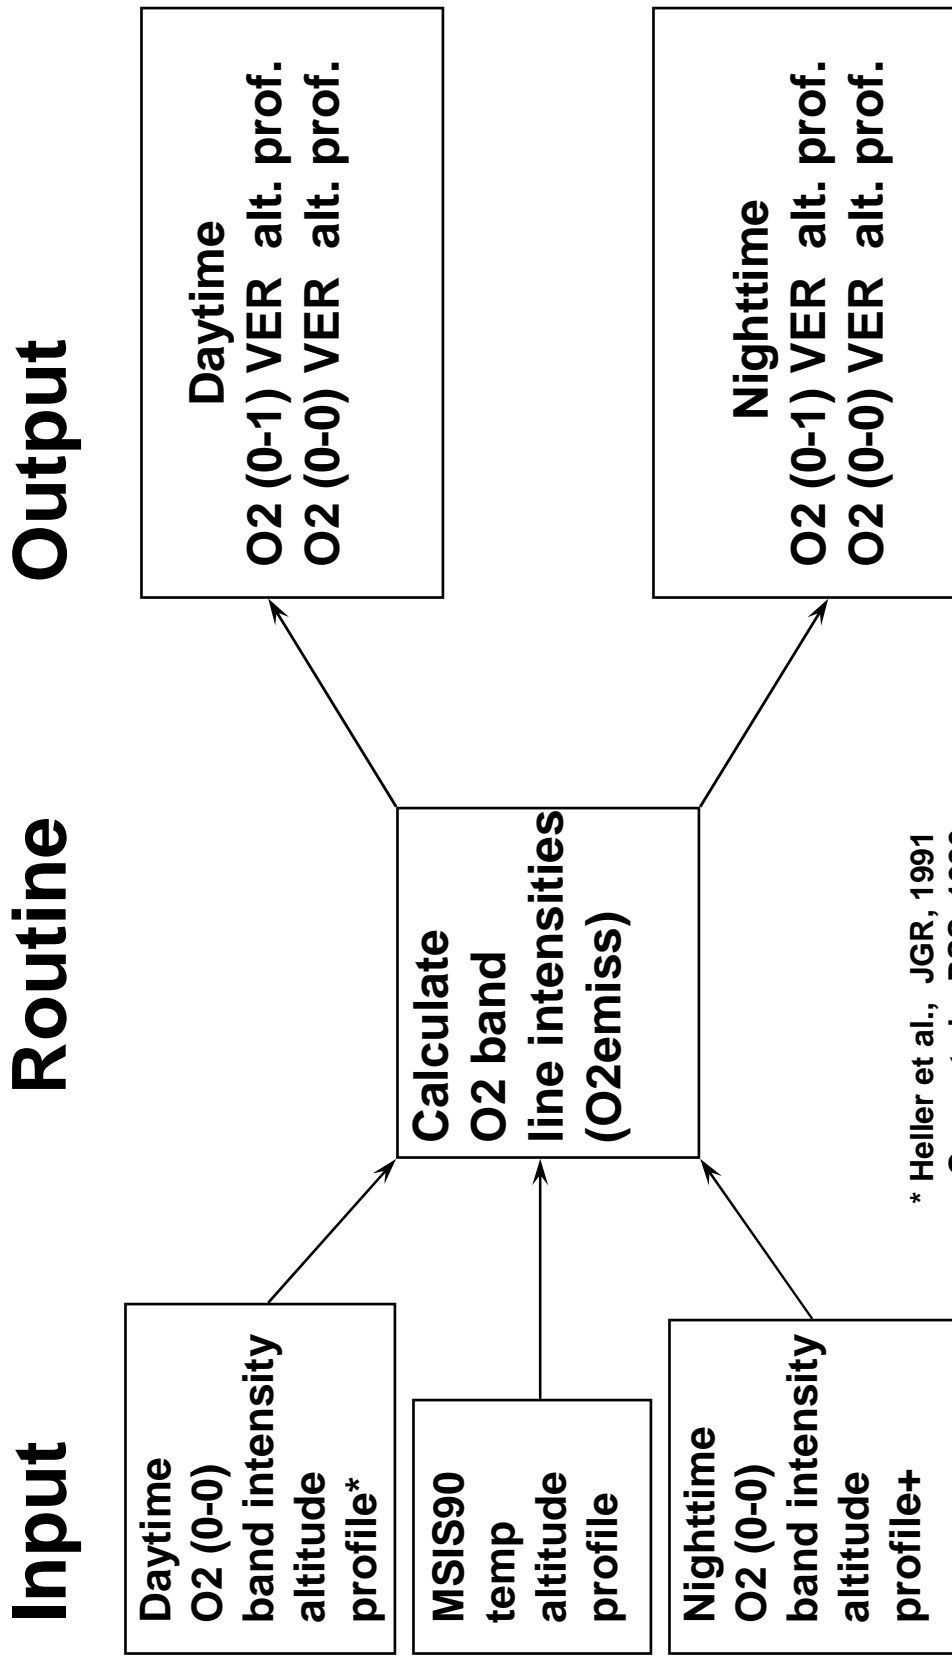 Input
Routine
Output
Daytime
O2 (0-0)
band intensity
altitude
profile*
MSIS90
temp
altitude
profile
Nighttime
O2 (0-0)
band intensity
altitude
profile+
Calculate
O2 band
line intensities
(O2emiss)
Daytime
O2 (0-1) VER alt. prof.
O2 (0-0) VER alt. prof.
Nighttime
O2 (0-1) VER alt. prof.
O2 (0-0) VER alt. prof.
* Heller et al., JGR, 1991